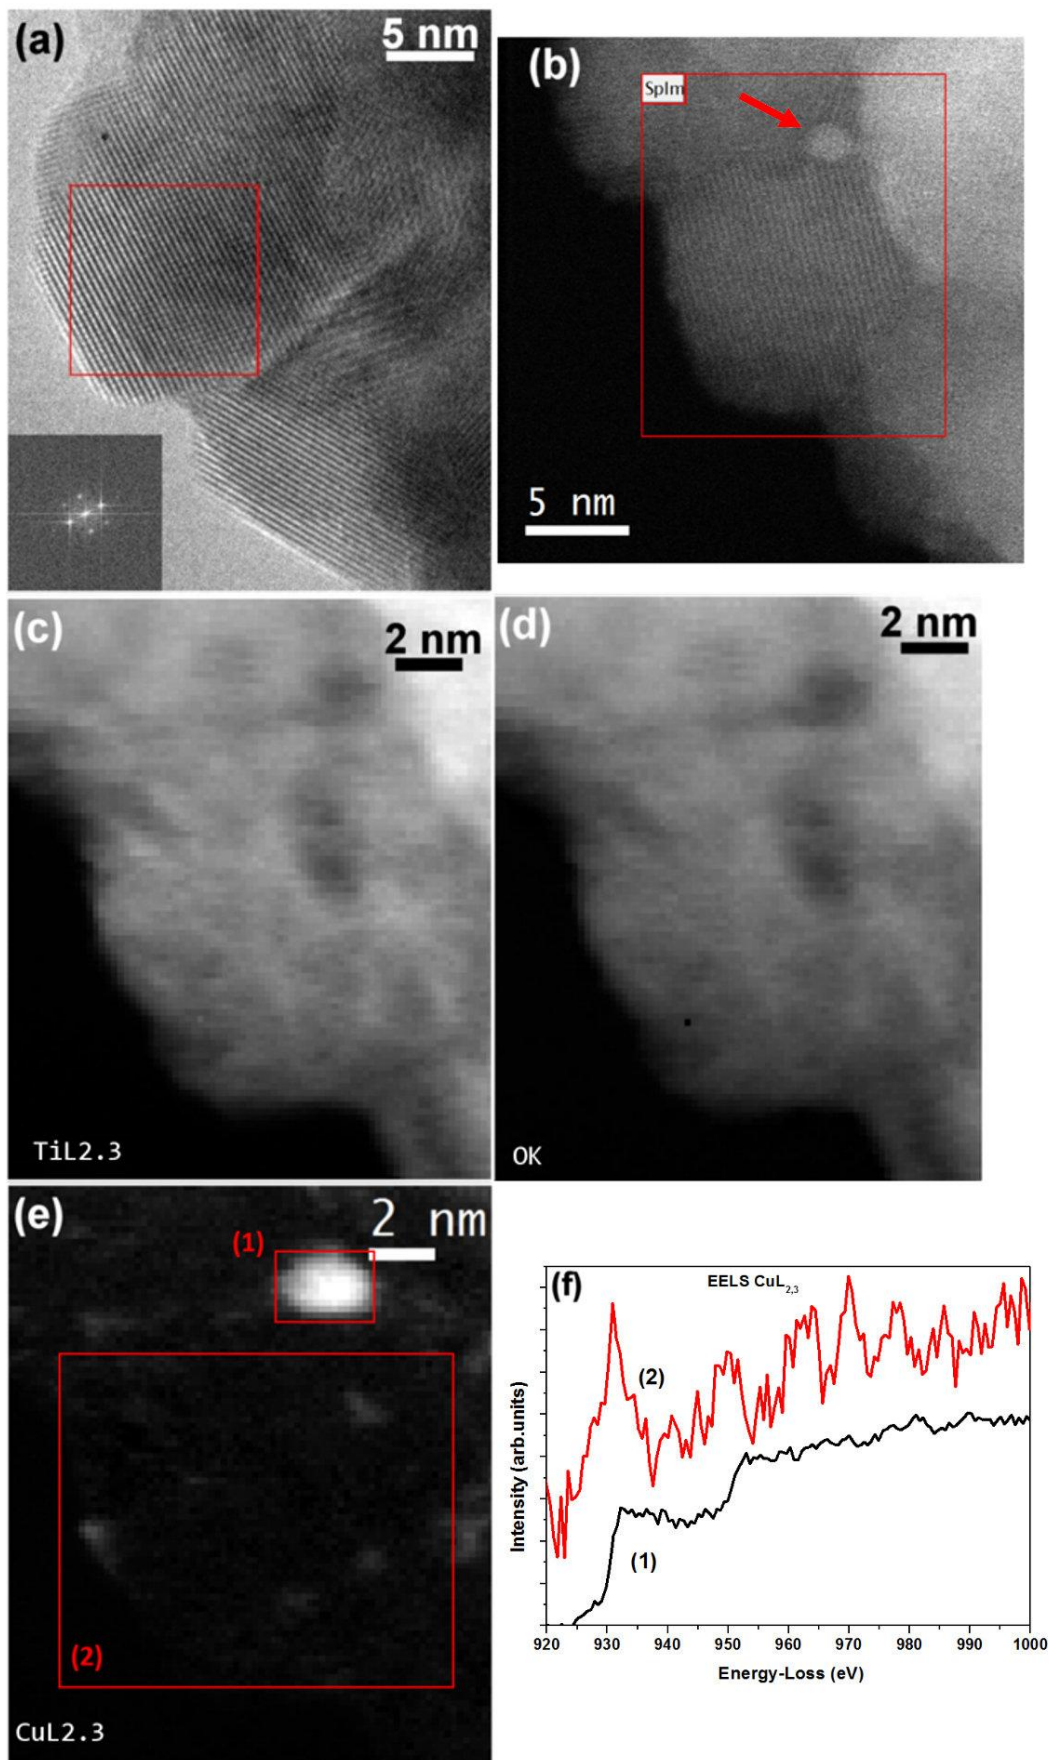 (a)
5 nm
(b)
SpIm
5 nm
(c)
2 nm
TiL2.3
(d)
2 nm
OK
(e)
(1)
2 nm
(2)
CuL2.3
(f)
EELS CuL2,3
(2)
(1)
Intensity (arb.units)
920 930 940 950 960 970 980 990 1000
Energy-Loss (eV)